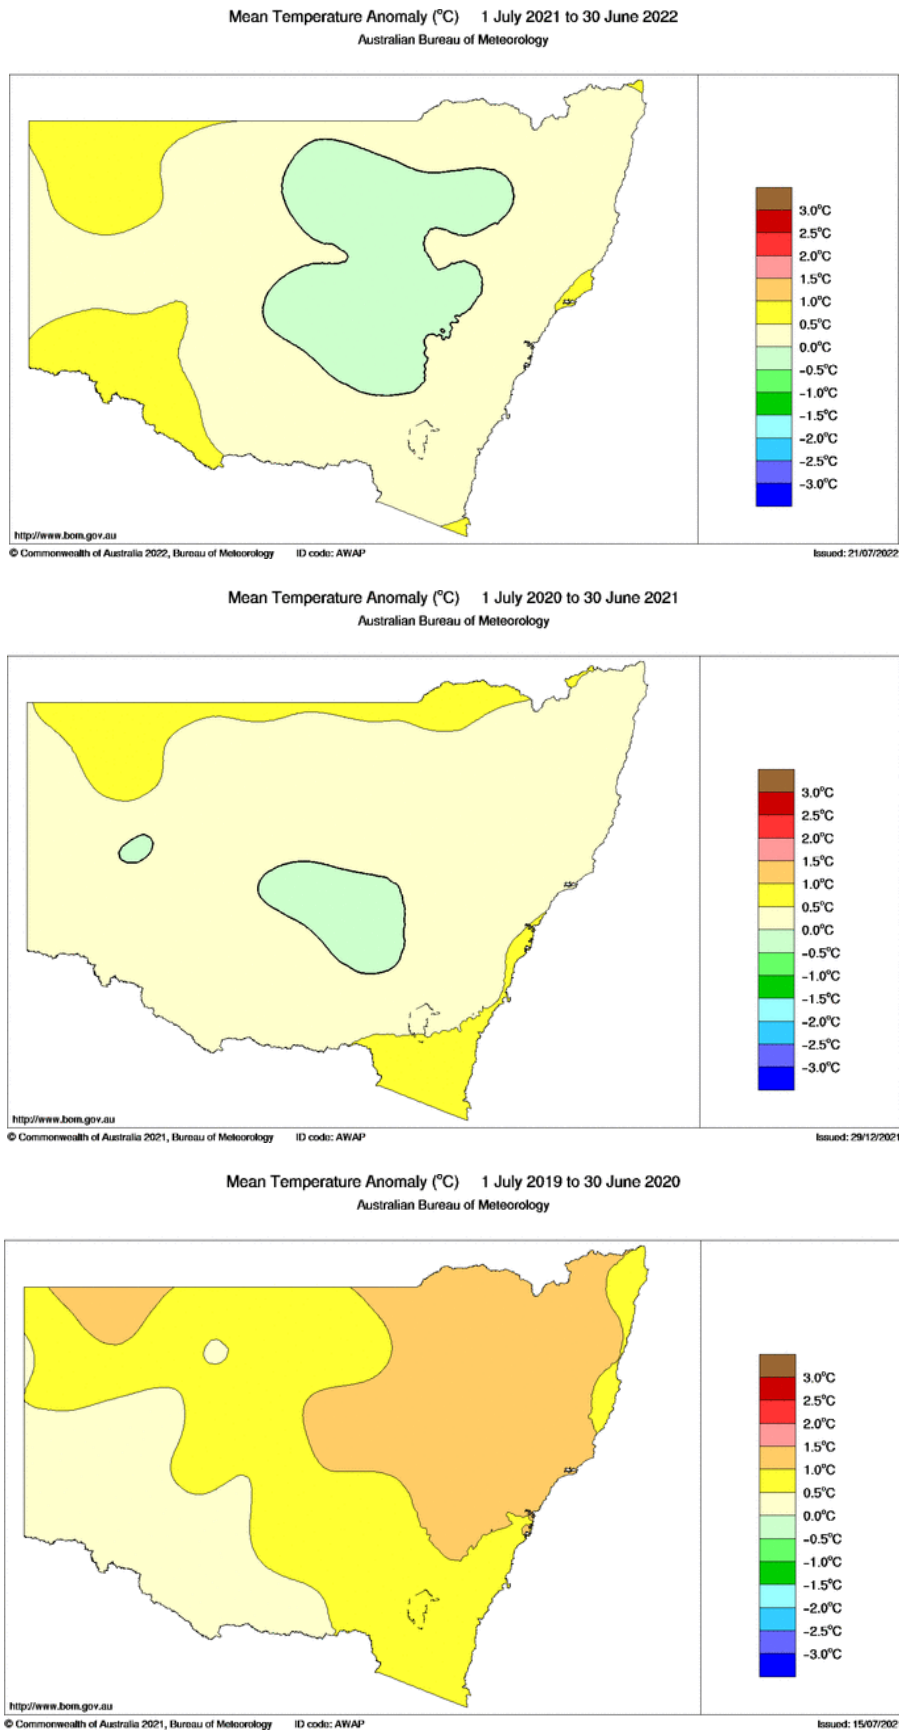 Mean Temperature Anomaly (°C) 1 July 2021 to 30 June 2022
Australian Bureau of Meteorology
3.0°C
2.5°C
2.0°C
1.5°C
1.0°C
0.5°C
0.0°C
-0.5°C
-1.0°C
-1.5°C
-2.0°C
-2.5°C
-3.0°C
http://www.bom.gov.au
© Commonwealth of Australia 2022, Bureau of Meteorology ID code: AWAP Issued: 21/07/2022
Mean Temperature Anomaly (°C) 1 July 2020 to 30 June 2021
Australian Bureau of Meteorology
3.0°C
2.5°C
2.0°C
1.5°C
1.0°C
0.5°C
0.0°C
-0.5°C
-1.0°C
-1.5°C
-2.0°C
-2.5°C
-3.0°C
http://www.bom.gov.au
© Commonwealth of Australia 2021, Bureau of Meteorology ID code: AWAP Issued: 29/12/2021
Mean Temperature Anomaly (°C) 1 July 2019 to 30 June 2020
Australian Bureau of Meteorology
3.0°C
2.5°C
2.0°C
1.5°C
1.0°C
0.5°C
0.0°C
-0.5°C
-1.0°C
-1.5°C
-2.0°C
-2.5°C
-3.0°C
http://www.bom.gov.au
© Commonwealth of Australia 2021, Bureau of Meteorology ID code: AWAP Issued: 15/07/202